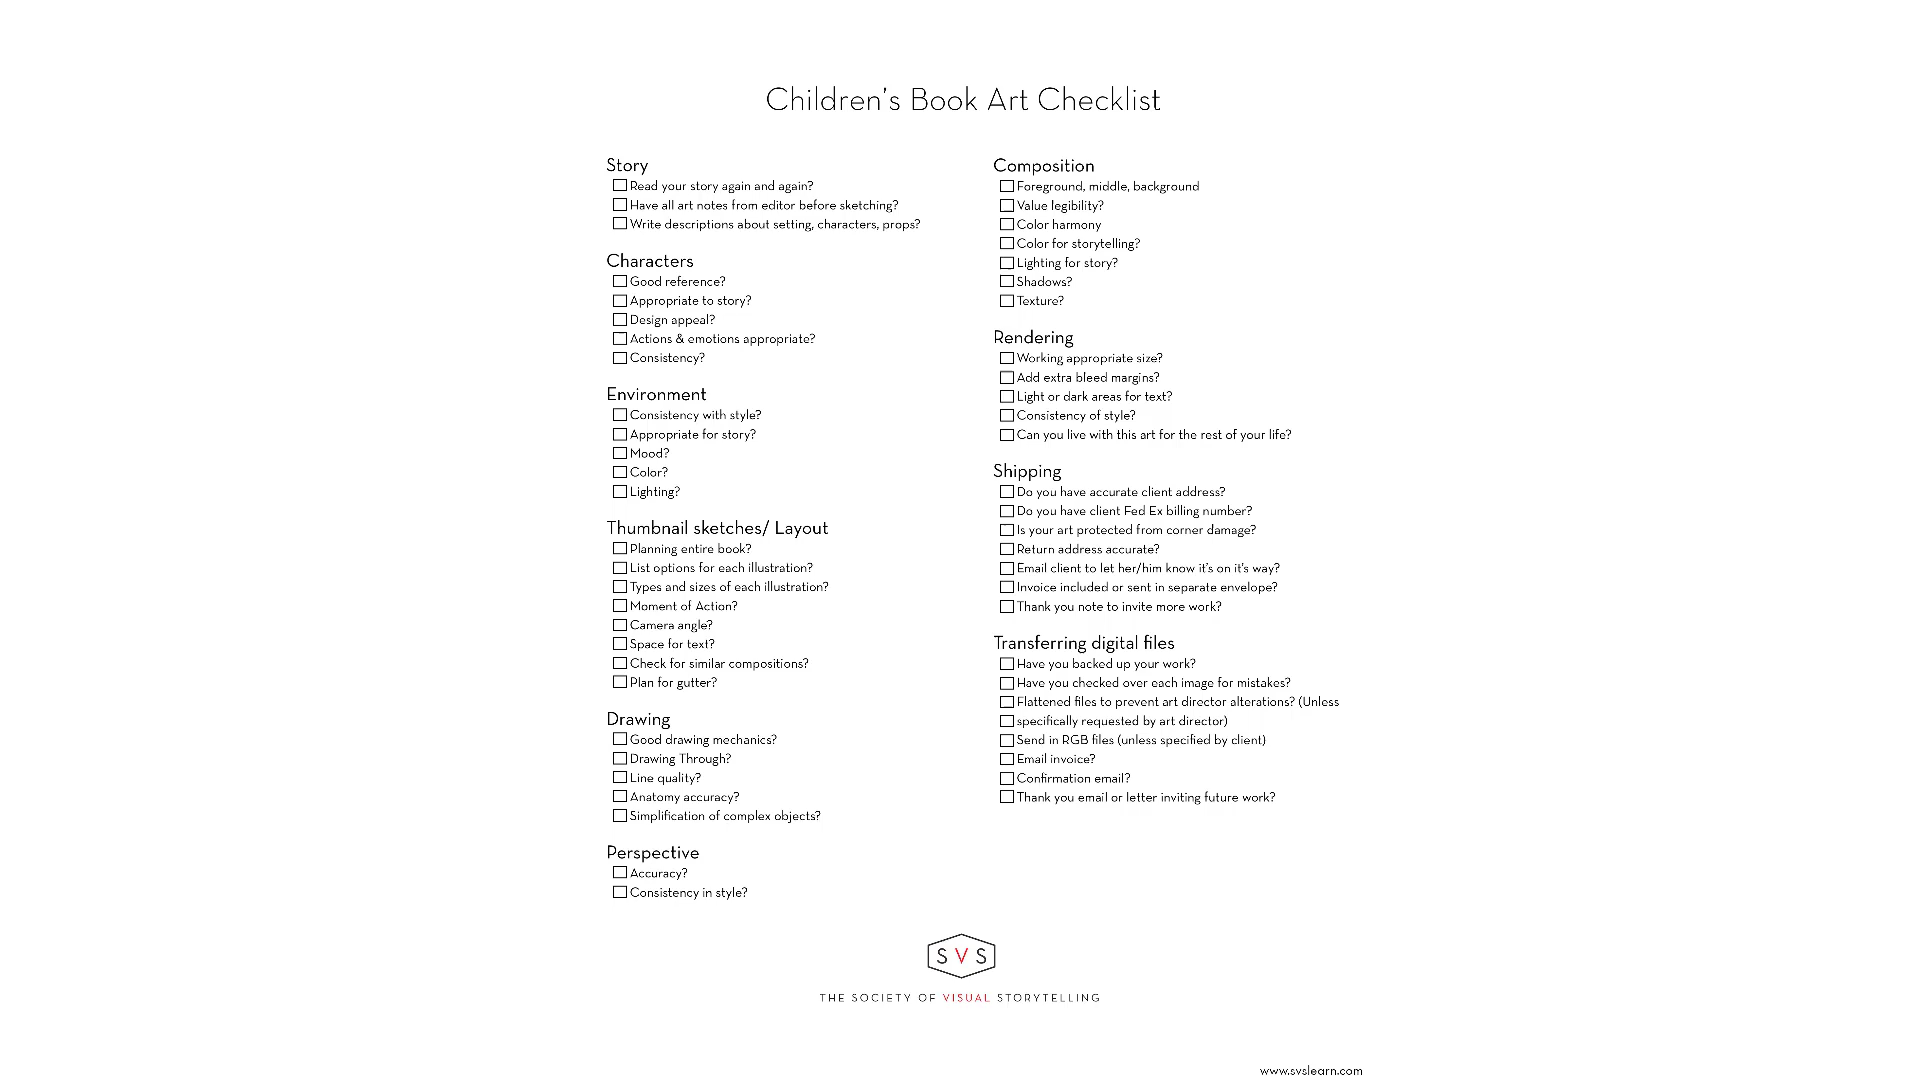 Children's Book Art Checklist
Story
Read your story again and again?
Have all art notes from editor before sketching?
Write descriptions about setting, characters, props?
Characters
Good reference?
Appropriate to story?
Design appeal?
Actions & emotions appropriate?
Consistency?
Environment
Consistency with style?
Appropriate for story?
Mood?
Color?
Lighting?
Thumbnail sketches/ Layout
Planning entire book?
List options for each illustration?
Types and sizes of each illustration?
Moment of Action?
Camera angle?
Space for text?
Check for similar compositions?
Plan for gutter?
Drawing
Good drawing mechanics?
Drawing Through?
Line quality?
Anatomy accuracy?
Simplification of complex objects?
Perspective
Accuracy?
Consistency in style?
Composition
Foreground, middle, background
Value legibility?
Color harmony
Color for storytelling?
Lighting for story?
Shadows?
Texture?
Rendering
Working appropriate size?
Add extra bleed margins?
Light or dark areas for text?
Consistency of style?
Can you live with this art for the rest of your life?
Shipping
Do you have accurate client address?
Do you have client Fed Ex billing number?
Is your art protected from corner damage?
Return address accurate?
Email client to let her/him know it's on it's way?
Invoice included or sent in separate envelope?
Thank you note to invite more work?
Transferring digital files
Have you backed up your work?
Have you checked over each image for mistakes?
Flattened files to prevent art director alterations? (Unless
specifically requested by art director)
Send in RGB files (unless specified by client)
Email invoice?
Confirmation email?
Thank you email or letter inviting future work?
SVS
THE SOCIETY OF VISUAL STORYTELLING
www.svslearn.com